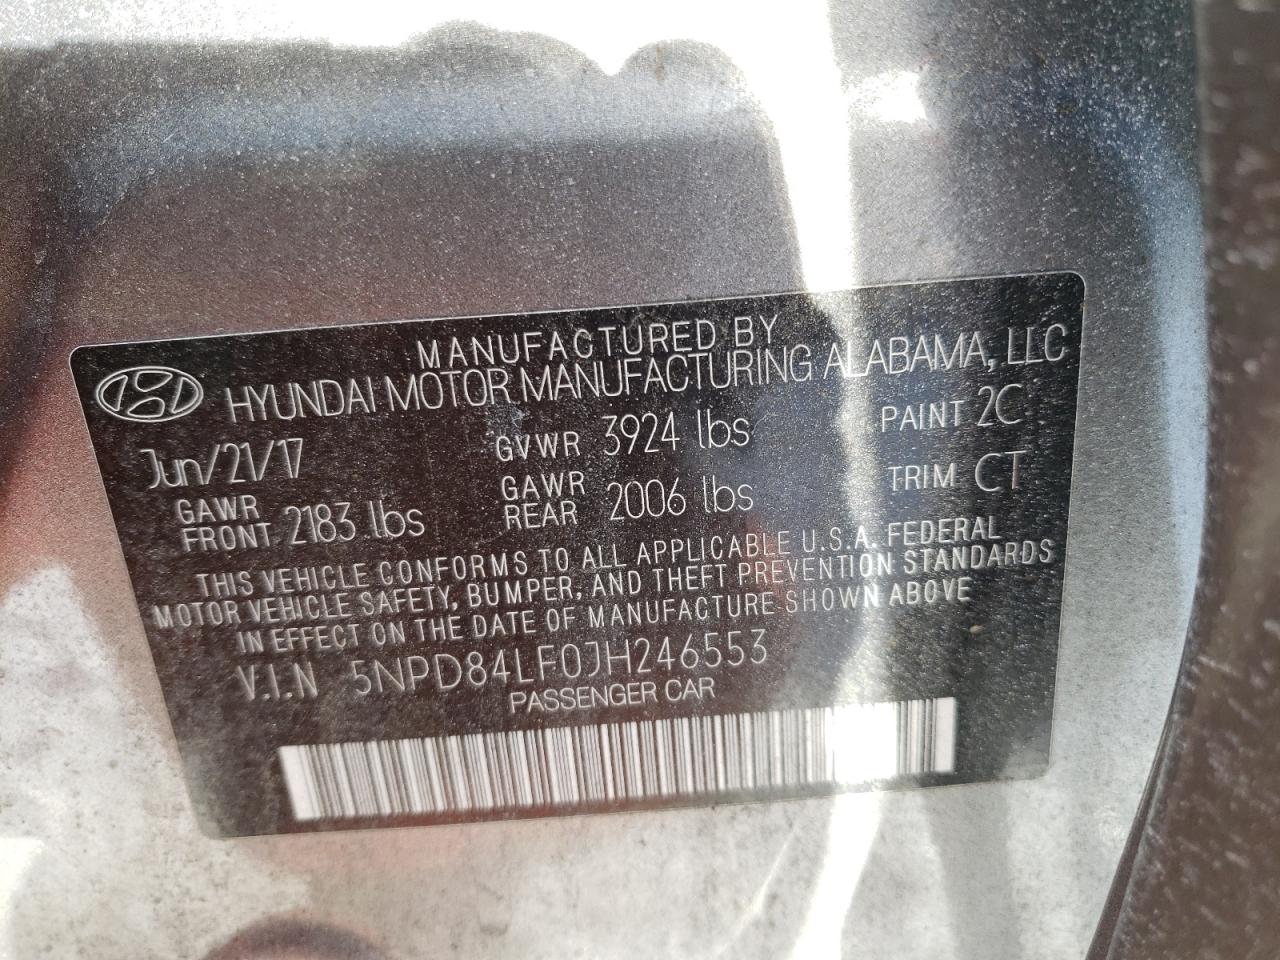 MANUFACTURED BY
HYUNDAI MOTOR MANUFACTURING ALABAMA, LLC
Jun/21/17 GVWR 3924 lbs PAINT 2C
GAWR FRONT 2183 lbs GAWR REAR 2006 lbs TRIM CT
THIS VEHICLE CONFORMS TO ALL APPLICABLE U.S.A. FEDERAL
MOTOR VEHICLE SAFETY, BUMPER, AND THEFT PREVENTION STANDARDS
IN EFFECT ON THE DATE OF MANUFACTURE SHOWN ABOVE
V.I.N 5NPD84LF0JH246553
PASSENGER CAR